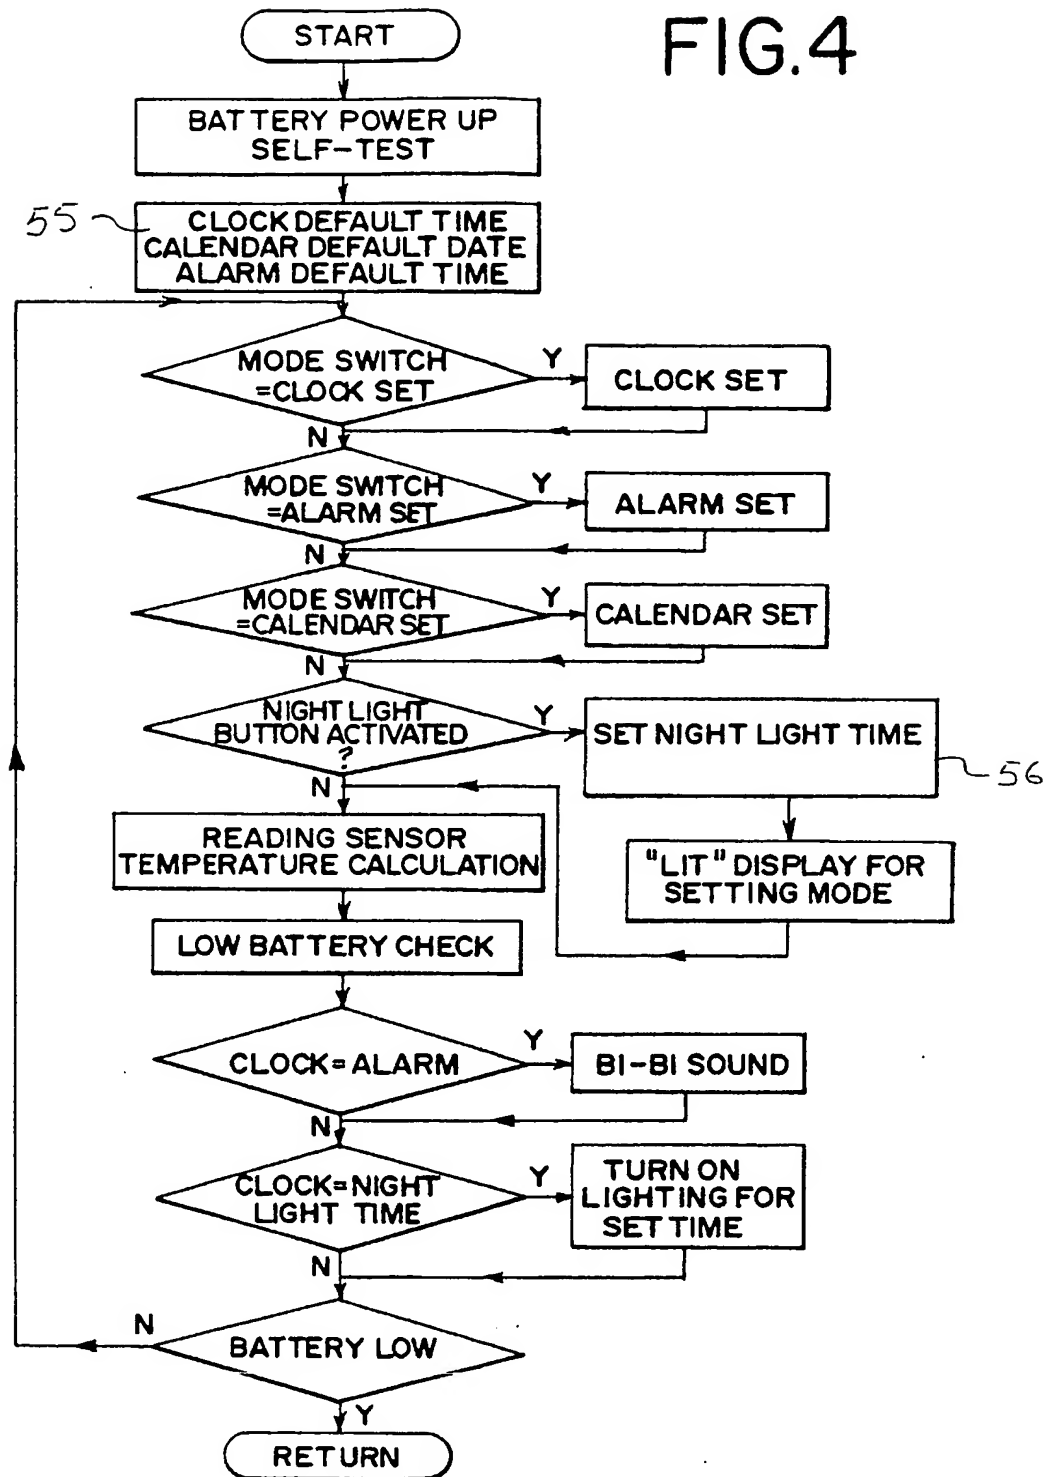 FIG.4
START
BATTERY POWER UP
SELF-TEST
55
CLOCK DEFAULT TIME
CALENDAR DEFAULT DATE
ALARM DEFAULT TIME
MODE SWITCH
=CLOCK SET
Y
CLOCK SET
N
MODE SWITCH
=ALARM SET
Y
ALARM SET
N
MODE SWITCH
=CALENDAR SET
Y
CALENDAR SET
N
NIGHT LIGHT
BUTTON ACTIVATED
?
Y
SET NIGHT LIGHT TIME
56
N
"LIT" DISPLAY FOR
SETTING MODE
READING SENSOR
TEMPERATURE CALCULATION
LOW BATTERY CHECK
CLOCK=ALARM
Y
BI-BI SOUND
N
CLOCK=NIGHT
LIGHT TIME
Y
TURN ON
LIGHTING FOR
SET TIME
N
BATTERY LOW
N
Y
RETURN